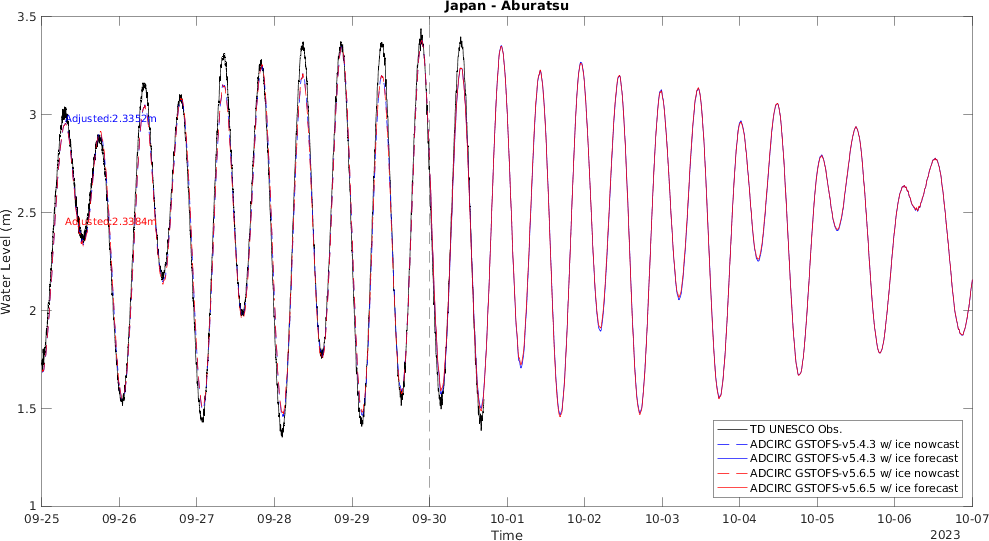 Japan - Aburatsu
3.5
3
2.5
2
1.5
1
Water Level (m)
Adjusted:2.3352m
Adjusted:2.3384m
TD UNESCO Obs.
ADCIRC GSTOFS-v5.4.3 w/ ice nowcast
ADCIRC GSTOFS-v5.4.3 w/ ice forecast
ADCIRC GSTOFS-v5.6.5 w/ ice nowcast
ADCIRC GSTOFS-v5.6.5 w/ ice forecast
09-25 09-26 09-27 09-28 09-29 09-30 10-01 10-02 10-03 10-04 10-05 10-06 10-07
Time
2023